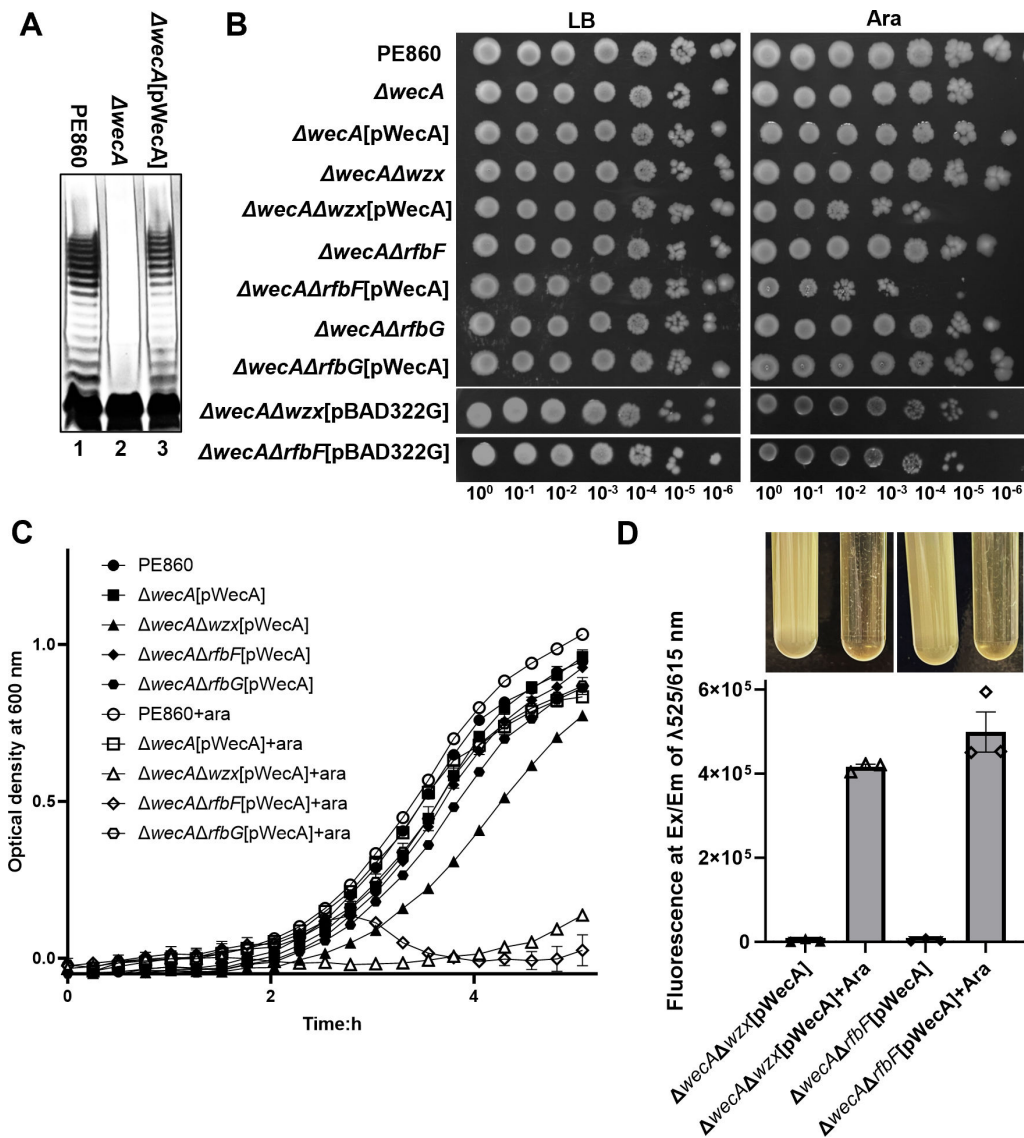 A
PE860
ΔwecA
ΔwecA[pWecA]
1 2 3
B
LB Ara
PE860
ΔwecA
ΔwecA[pWecA]
ΔwecAΔwzx
ΔwecAΔwzx[pWecA]
ΔwecAΔrfbF
ΔwecAΔrfbF[pWecA]
ΔwecAΔrfbG
ΔwecAΔrfbG[pWecA]
ΔwecAΔwzx[pBAD322G]
ΔwecAΔrfbF[pBAD322G]
10⁰ 10⁻¹ 10⁻² 10⁻³ 10⁻⁴ 10⁻⁵ 10⁻⁶ 10⁰ 10⁻¹ 10⁻² 10⁻³ 10⁻⁴ 10⁻⁵ 10⁻⁶
C
PE860
ΔwecA[pWecA]
ΔwecAΔwzx[pWecA]
ΔwecAΔrfbF[pWecA]
ΔwecAΔrfbG[pWecA]
PE860+ara
ΔwecA[pWecA]+ara
ΔwecAΔwzx[pWecA]+ara
ΔwecAΔrfbF[pWecA]+ara
ΔwecAΔrfbG[pWecA]+ara
Optical density at 600 nm
1.0
0.5
0.0
0 2 4
Time:h
D
Fluorescence at Ex/Em of λ525/615 nm
6×10⁵
4×10⁵
2×10⁵
0
ΔwecAΔwzx[pWecA]
ΔwecAΔwzx[pWecA]+Ara
ΔwecAΔrfbF[pWecA]
ΔwecAΔrfbF[pWecA]+Ara